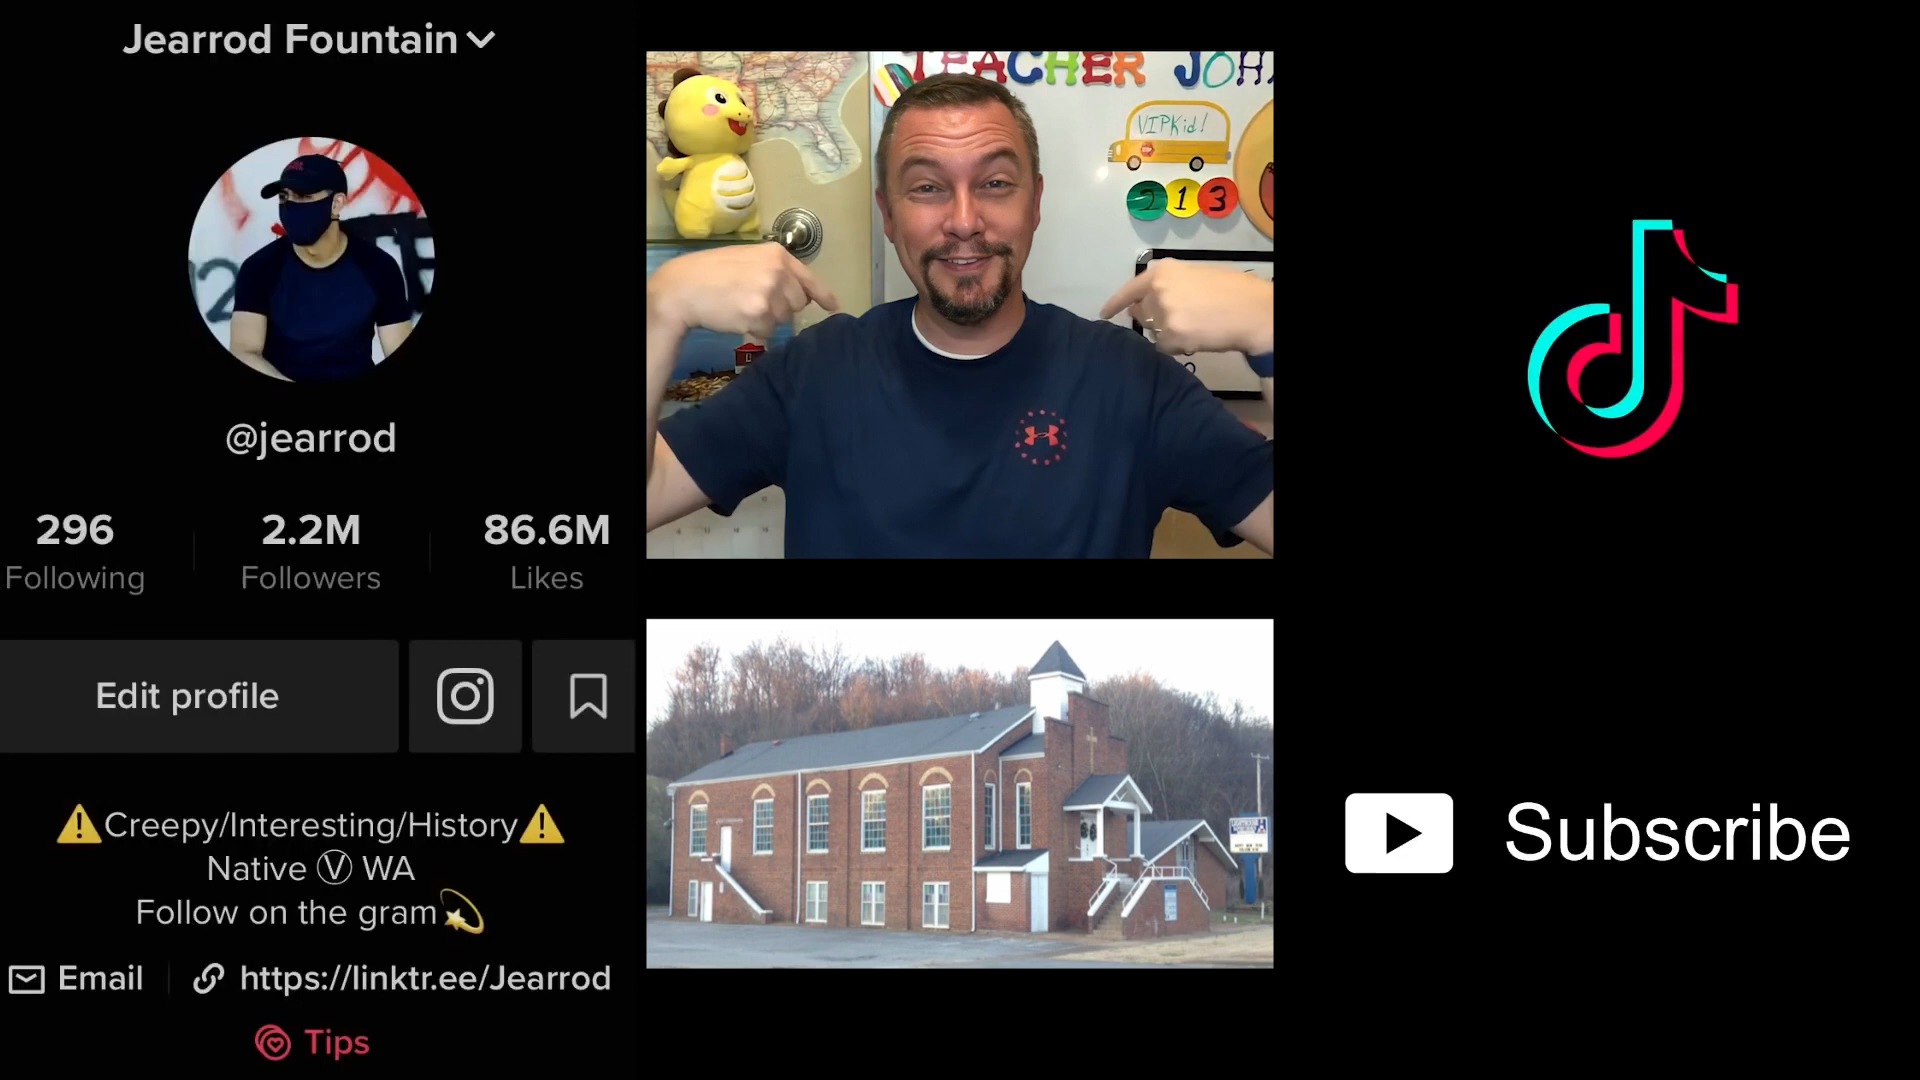 Jearrod Fountain
@jearrod
296
Following
2.2M
Followers
86.6M
Likes
Edit profile
⚠Creepy/Interesting/History⚠
Native Ⓥ WA
Follow on the gram💫
Email
https://linktr.ee/Jearrod
Tips
TEACHER JOH
VIPKid!
2 1 3
Subscribe